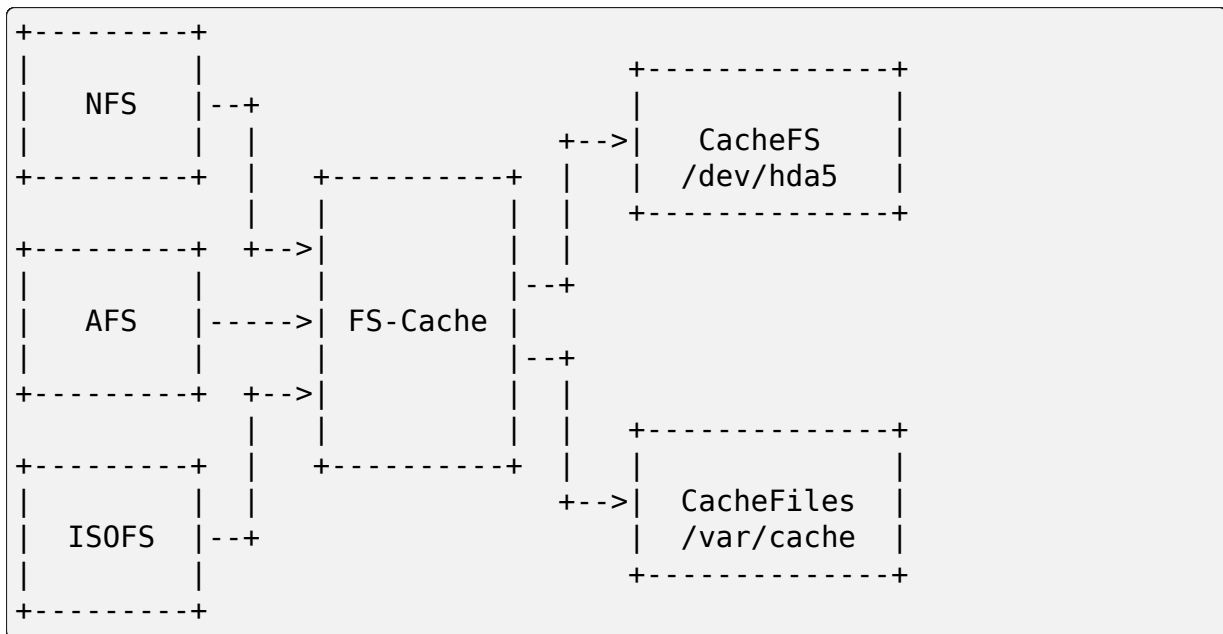 NFS
CacheFS
/dev/hda5
AFS
FS-Cache
CacheFiles
ISOFS
/var/cache